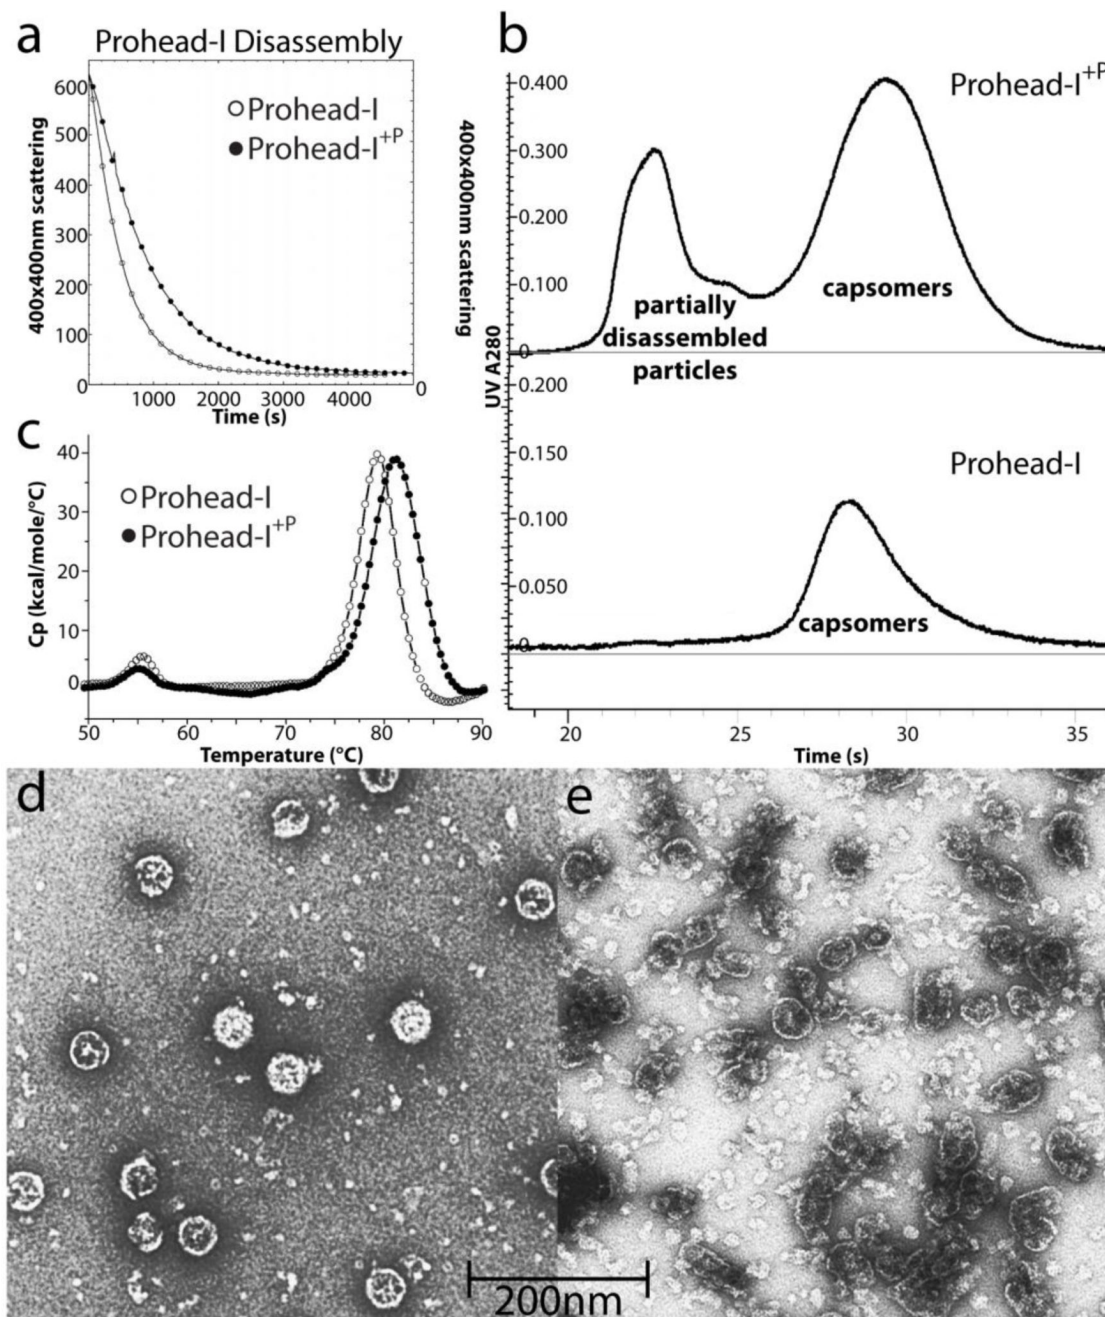 a
Prohead-I Disassembly
600
500
400
300
200
100
0
0
1000
2000
3000
4000
400x400nm scattering
Time (s)
Prohead-I
Prohead-I+P
b
Prohead-I+P
0.400
0.300
0.200
0.100
0
400x400nm scattering
UV A280
partially
disassembled
particles
capsomers
0.200
0.150
0.100
0.050
0
Prohead-I
capsomers
20
25
30
35
Time (s)
c
Prohead-I
Prohead-I+P
40
30
20
10
0
Cp (kcal/mole/°C)
50
60
70
80
90
Temperature (°C)
d
e
200nm